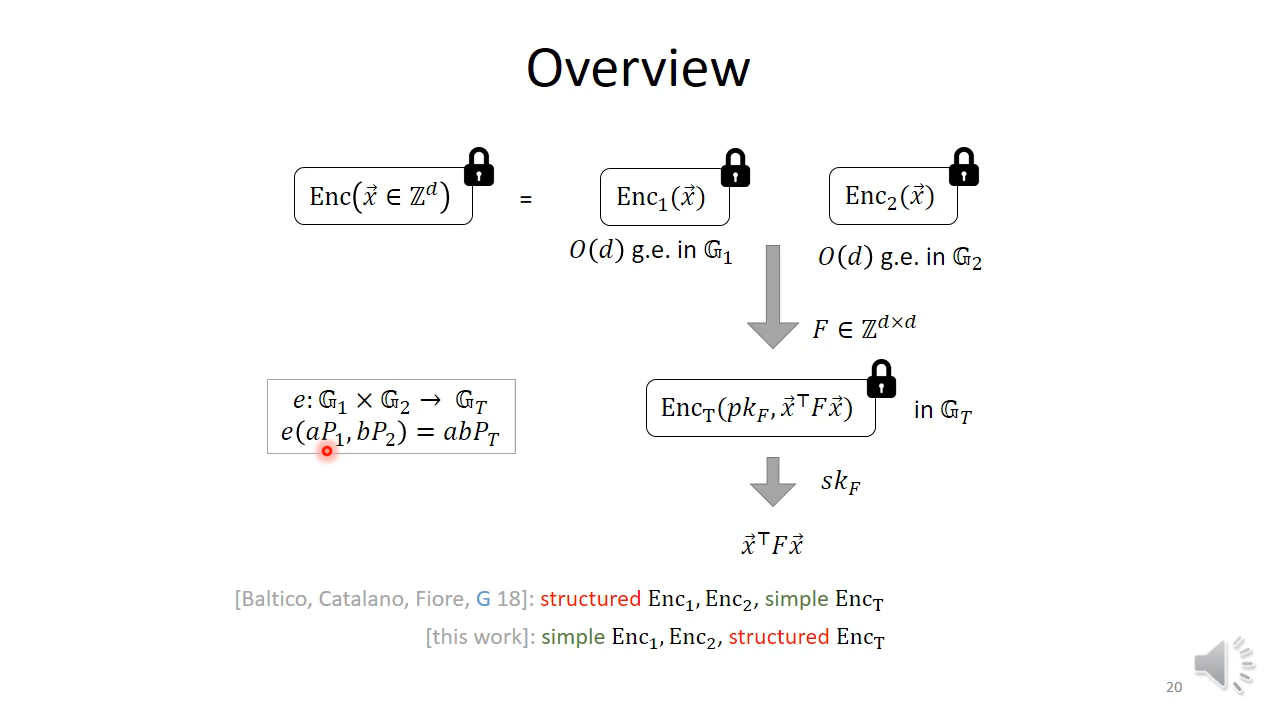 Overview
Enc(x⃗ ∈ ℤᵈ) = Enc₁(x⃗) Enc₂(x⃗)
O(d) g.e. in 𝔾₁ O(d) g.e. in 𝔾₂
F ∈ ℤᵈˣᵈ
e: 𝔾₁ × 𝔾₂ → 𝔾_T
e(aP₁, bP₂) = abP_T
Enc_T(pk_F, x⃗^⊤Fx⃗) in 𝔾_T
sk_F
x⃗^⊤Fx⃗
[Baltico, Catalano, Fiore, G 18]: structured Enc₁, Enc₂, simple Enc_T
[this work]: simple Enc₁, Enc₂, structured Enc_T
20